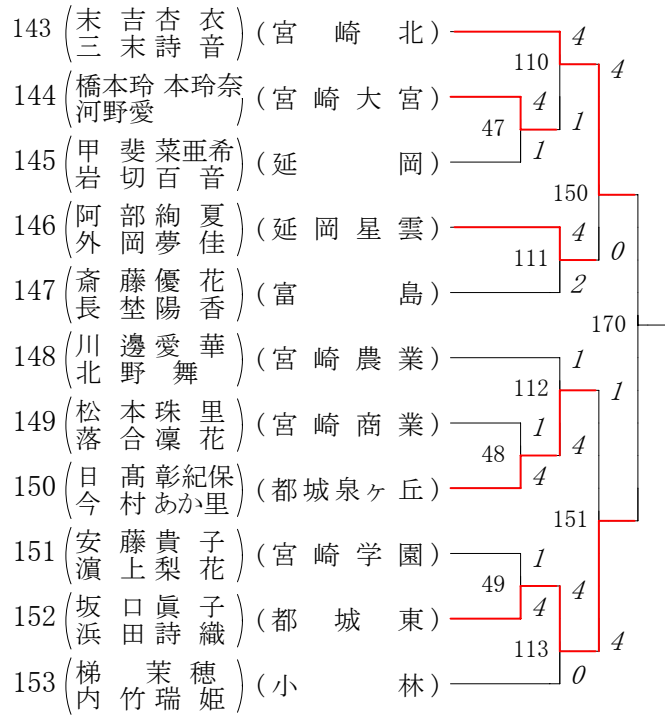 143 末吉杏衣 三末詩音 (宮崎北)
144 橋本玲 本玲奈 河野愛 (宮崎大宮)
145 甲斐菜亜希 岩切百音 (延岡)
146 阿部絢夏 外岡夢佳 (延岡星雲)
147 斎藤優花 長埜陽香 (富島)
148 川邊愛華 北野舞 (宮崎農業)
149 松本珠里 落合凜花 (宮崎商業)
150 日髙彰紀保 今村あか里 (都城泉ヶ丘)
151 安藤貴子 濵上梨花 (宮崎学園)
152 坂口眞子 浜田詩織 (都城東)
153 梯茉穂 内竹瑞姫 (小林)
4
110
4
4
1
47
1
150
4
0
111
2
170
1
112
1
1
4
48
4
151
1
49
4
4
113
4
0